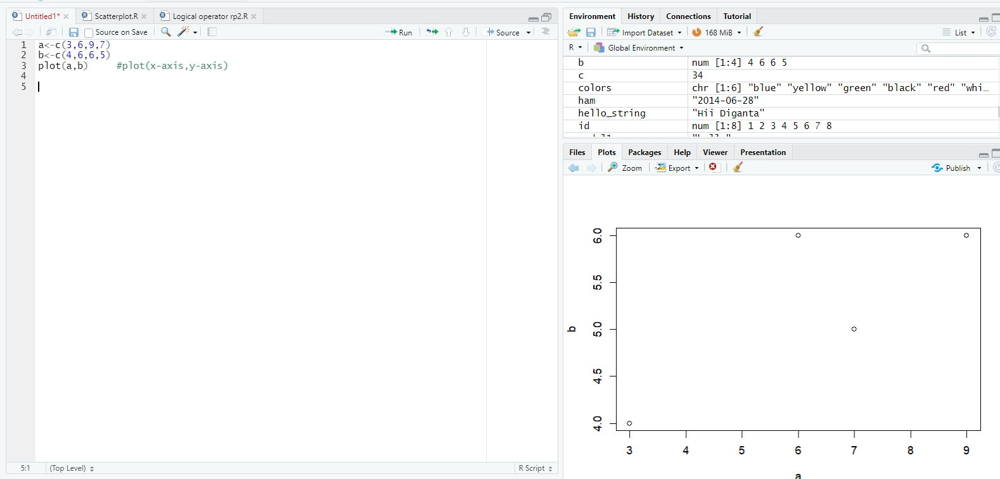 Untitled1*
Scatterplot.R
Logical operator rp2.R
Source on Save
Run
Source
1 a<-c(3,6,9,7)
2 b<-c(4,6,6,5)
3 plot(a,b) #plot(x-axis,y-axis)
4
5
5:1
(Top Level)
R Script
Environment History Connections Tutorial
Import Dataset
168 MiB
List
R
Global Environment
b num [1:4] 4 6 6 5
c 34
colors chr [1:6] "blue" "yellow" "green" "black" "red" "whi…
ham "2014-06-28"
hello_string "Hii Diganta"
id num [1:8] 1 2 3 4 5 6 7 8
Files Plots Packages Help Viewer Presentation
Zoom
Export
Publish
6.0
5.5
5.0
4.5
4.0
b
3 4 5 6 7 8 9
a